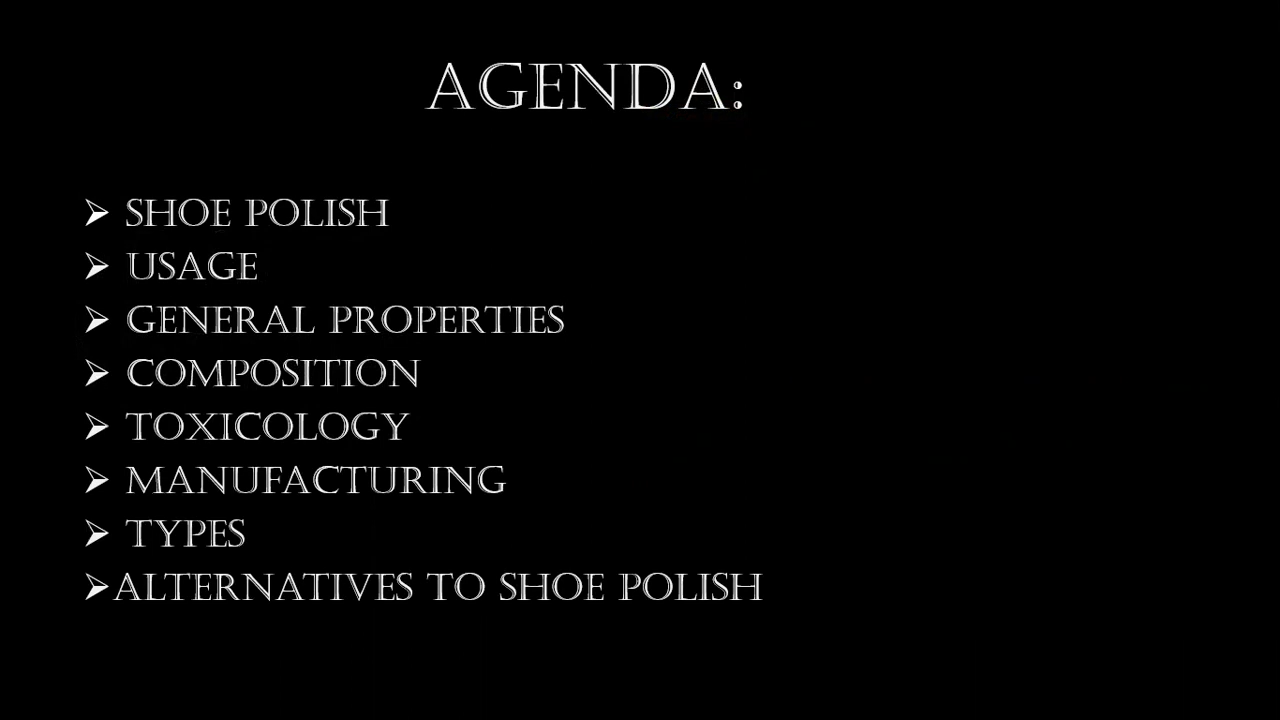 AGENDA:
➢ SHOE POLISH
➢ USAGE
➢ GENERAL PROPERTIES
➢ COMPOSITION
➢ TOXICOLOGY
➢ MANUFACTURING
➢ TYPES
➢ALTERNATIVES TO SHOE POLISH